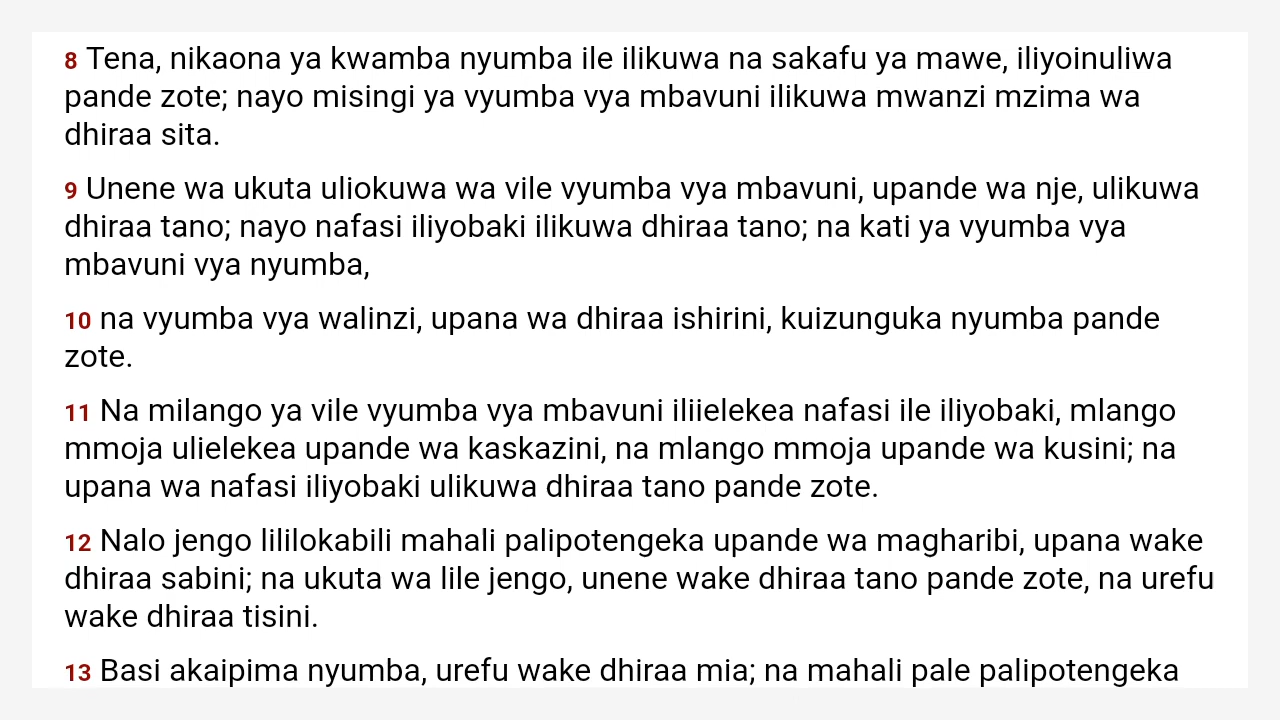 8 Tena, nikaona ya kwamba nyumba ile ilikuwa na sakafu ya mawe, iliyoinuliwa
pande zote; nayo misingi ya vyumba vya mbavuni ilikuwa mwanzi mzima wa
dhiraa sita.
9 Unene wa ukuta uliokuwa wa vile vyumba vya mbavuni, upande wa nje, ulikuwa
dhiraa tano; nayo nafasi iliyobaki ilikuwa dhiraa tano; na kati ya vyumba vya
mbavuni vya nyumba,
10 na vyumba vya walinzi, upana wa dhiraa ishirini, kuizunguka nyumba pande
zote.
11 Na milango ya vile vyumba vya mbavuni iliielekea nafasi ile iliyobaki, mlango
mmoja ulielekea upande wa kaskazini, na mlango mmoja upande wa kusini; na
upana wa nafasi iliyobaki ulikuwa dhiraa tano pande zote.
12 Nalo jengo lililokabili mahali palipotengeka upande wa magharibi, upana wake
dhiraa sabini; na ukuta wa lile jengo, unene wake dhiraa tano pande zote, na urefu
wake dhiraa tisini.
13 Basi akaipima nyumba, urefu wake dhiraa mia; na mahali pale palipotengeka